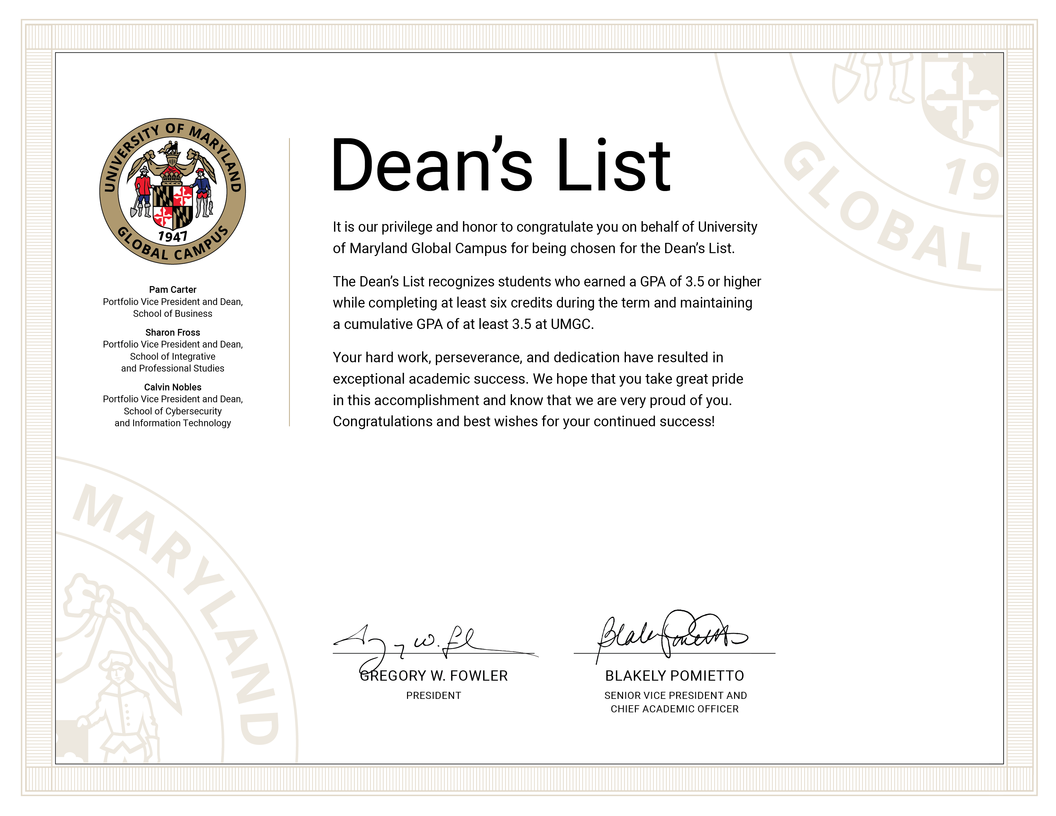 UNIVERSITY OF MARYLAND
GLOBAL CAMPUS
1947
Pam Carter
Portfolio Vice President and Dean,
School of Business
Sharon Fross
Portfolio Vice President and Dean,
School of Integrative
and Professional Studies
Calvin Nobles
Portfolio Vice President and Dean,
School of Cybersecurity
and Information Technology
Dean’s List
It is our privilege and honor to congratulate you on behalf of University
of Maryland Global Campus for being chosen for the Dean’s List.
The Dean’s List recognizes students who earned a GPA of 3.5 or higher
while completing at least six credits during the term and maintaining
a cumulative GPA of at least 3.5 at UMGC.
Your hard work, perseverance, and dedication have resulted in
exceptional academic success. We hope that you take great pride
in this accomplishment and know that we are very proud of you.
Congratulations and best wishes for your continued success!
19
GLOBAL
MARYLAND
GREGORY W. FOWLER
PRESIDENT
Blakely Pomietto
BLAKELY POMIETTO
SENIOR VICE PRESIDENT AND
CHIEF ACADEMIC OFFICER